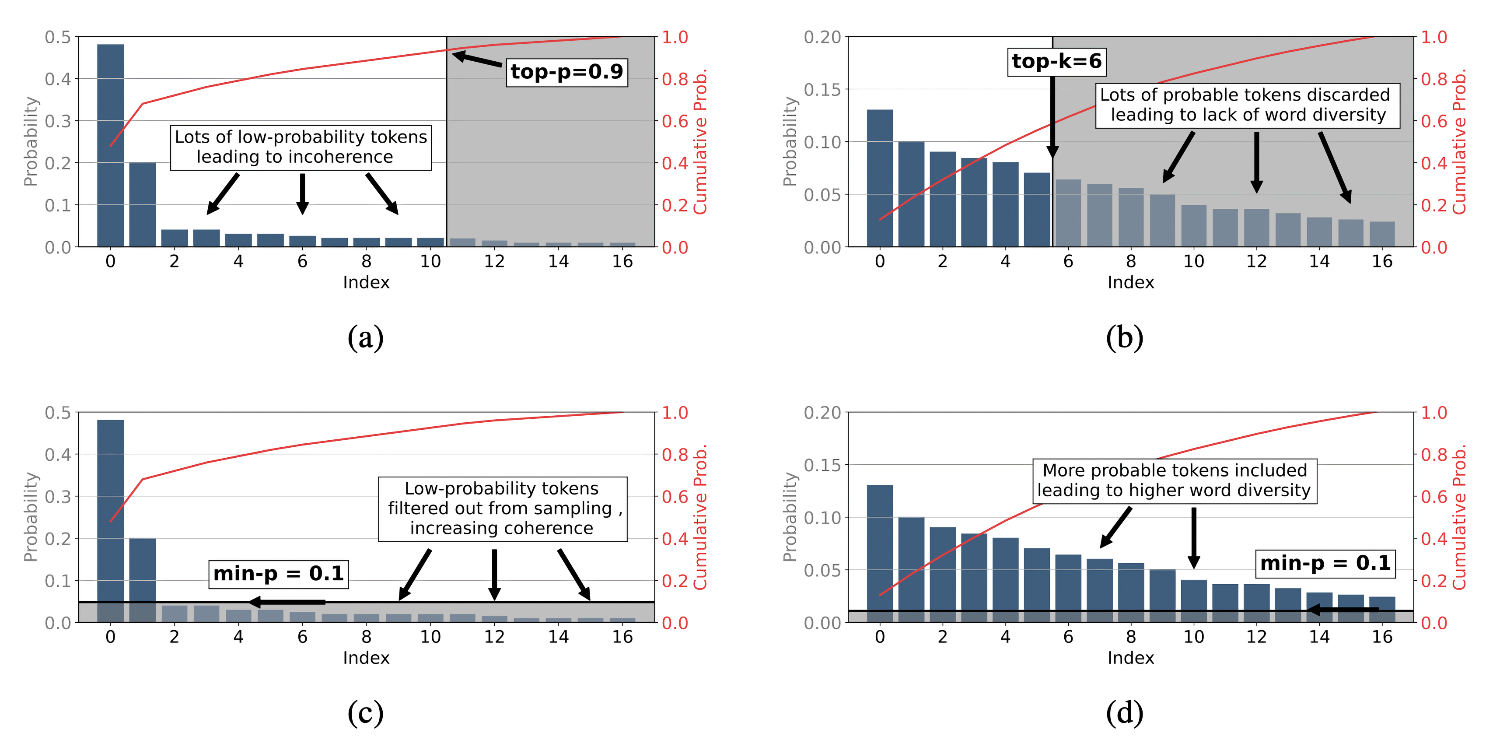 0.5
0.4
0.3
0.2
0.1
0.0
Probability
top-p=0.9
Lots of low-probability tokens
leading to incoherence
1.0
0.8
0.6
0.4
0.2
0.0
Cumulative Prob.
0 2 4 6 8 10 12 14 16
Index
(a)
0.20
0.15
0.10
0.05
0.00
Probability
top-k=6
Lots of probable tokens discarded
leading to lack of word diversity
1.0
0.8
0.6
0.4
0.2
0.0
Cumulative Prob.
0 2 4 6 8 10 12 14 16
Index
(b)
0.5
0.4
0.3
0.2
0.1
0.0
Probability
Low-probability tokens
filtered out from sampling ,
increasing coherence
min-p = 0.1
1.0
0.8
0.6
0.4
0.2
0.0
Cumulative Prob.
0 2 4 6 8 10 12 14 16
Index
(c)
0.20
0.15
0.10
0.05
0.00
Probability
More probable tokens included
leading to higher word diversity
min-p = 0.1
1.0
0.8
0.6
0.4
0.2
0.0
Cumulative Prob.
0 2 4 6 8 10 12 14 16
Index
(d)